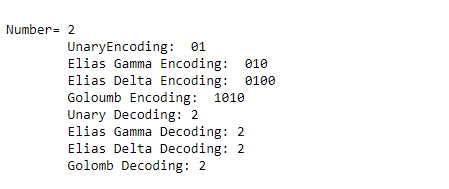 Number= 2
UnaryEncoding: 01
Elias Gamma Encoding: 010
Elias Delta Encoding: 0100
Goloumb Encoding: 1010
Unary Decoding: 2
Elias Gamma Decoding: 2
Elias Delta Decoding: 2
Golomb Decoding: 2